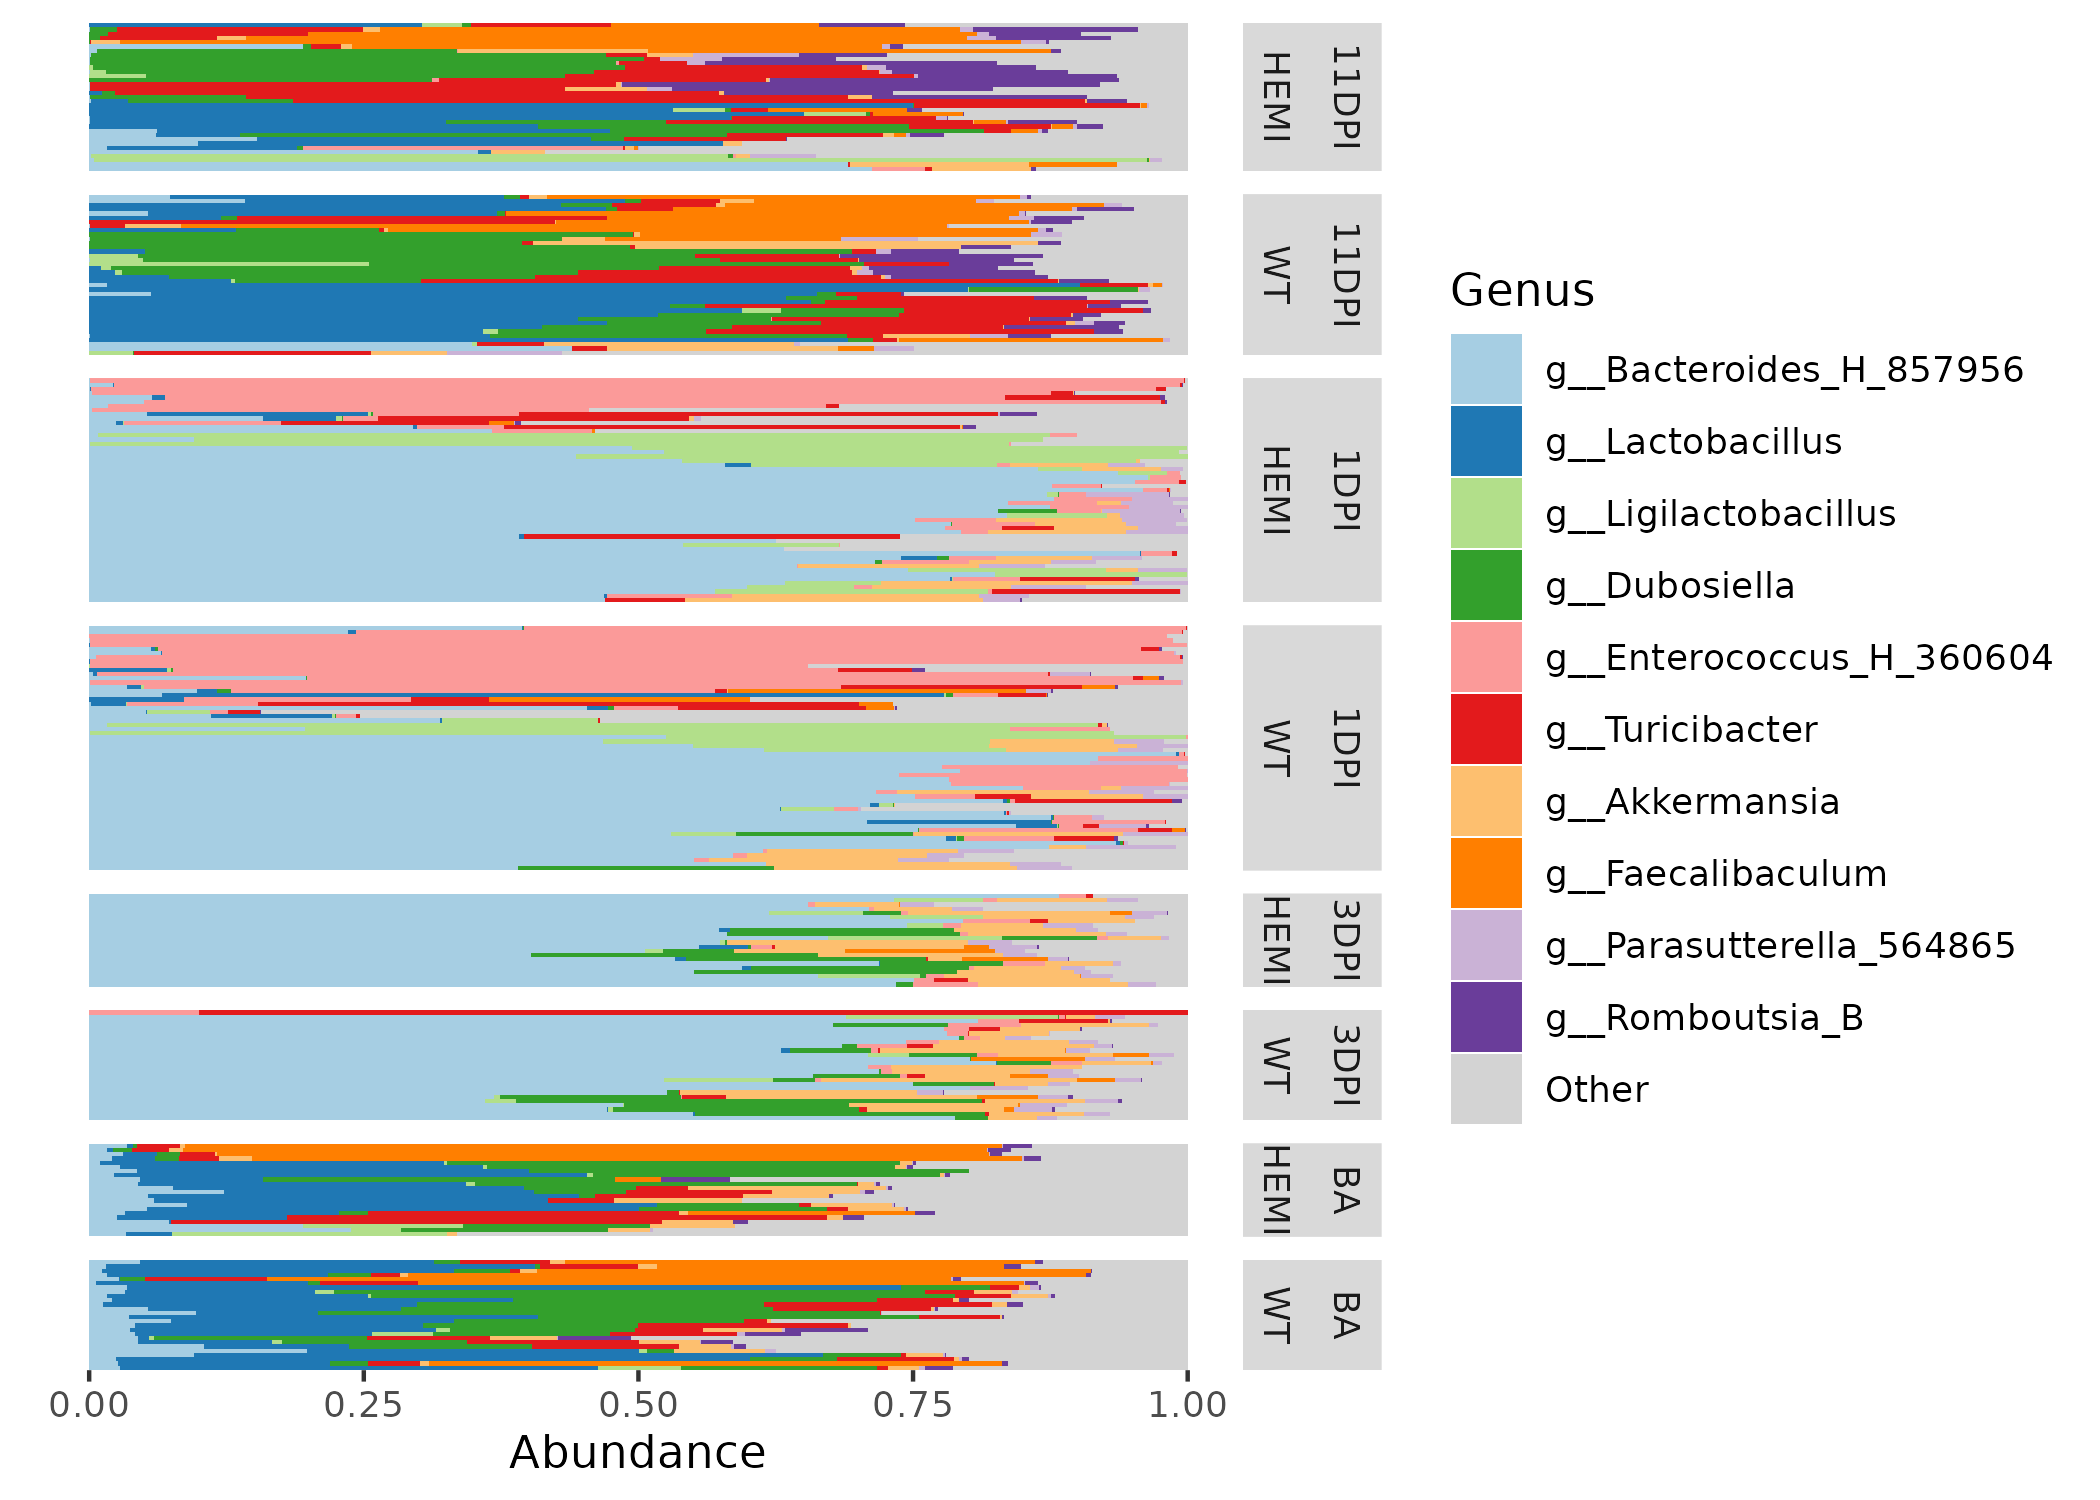 11DPI
HEMI
11DPI
WT
1DPI
HEMI
1DPI
WT
3DPI
HEMI
3DPI
WT
BA
HEMI
BA
WT
0.00 0.25 0.50 0.75 1.00
Abundance
Genus
g__Bacteroides_H_857956
g__Lactobacillus
g__Ligilactobacillus
g__Dubosiella
g__Enterococcus_H_360604
g__Turicibacter
g__Akkermansia
g__Faecalibaculum
g__Parasutterella_564865
g__Romboutsia_B
Other